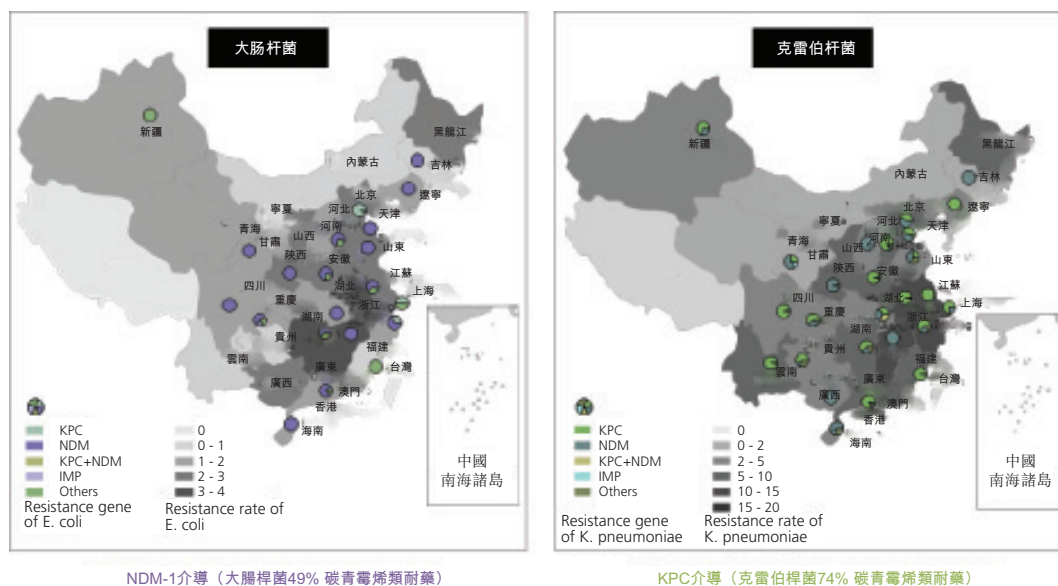 大肠杆菌
新疆
黑龍江
內蒙古
吉林
遼寧
北京
河北
天津
寧夏
河南
青海
山西
甘肅
山東
陝西
安徽
江蘇
四川
湖北
上海
重慶
浙江
湖南
貴州
福建
雲南
廣東
台灣
廣西
澳門
香港
海南
KPC
NDM
KPC+NDM
IMP
Others
Resistance gene
of E. coli
0
0 - 1
1 - 2
2 - 3
3 - 4
Resistance rate of
E. coli
中國
南海諸島
NDM-1介導（大腸桿菌49% 碳青霉烯類耐藥）
克雷伯杆菌
新疆
黑龍江
內蒙古
吉林
遼寧
北京
河北
天津
寧夏
河南
青海
山西
甘肅
山東
陝西
安徽
江蘇
四川
湖北
上海
重慶
浙江
湖南
貴州
福建
雲南
廣東
台灣
廣西
澳門
香港
海南
KPC
NDM
KPC+NDM
IMP
Others
Resistance gene
of K. pneumoniae
0
0 - 2
2 - 5
5 - 10
10 - 15
15 - 20
Resistance rate of
K. pneumoniae
中國
南海諸島
KPC介導（克雷伯桿菌74% 碳青霉烯類耐藥）